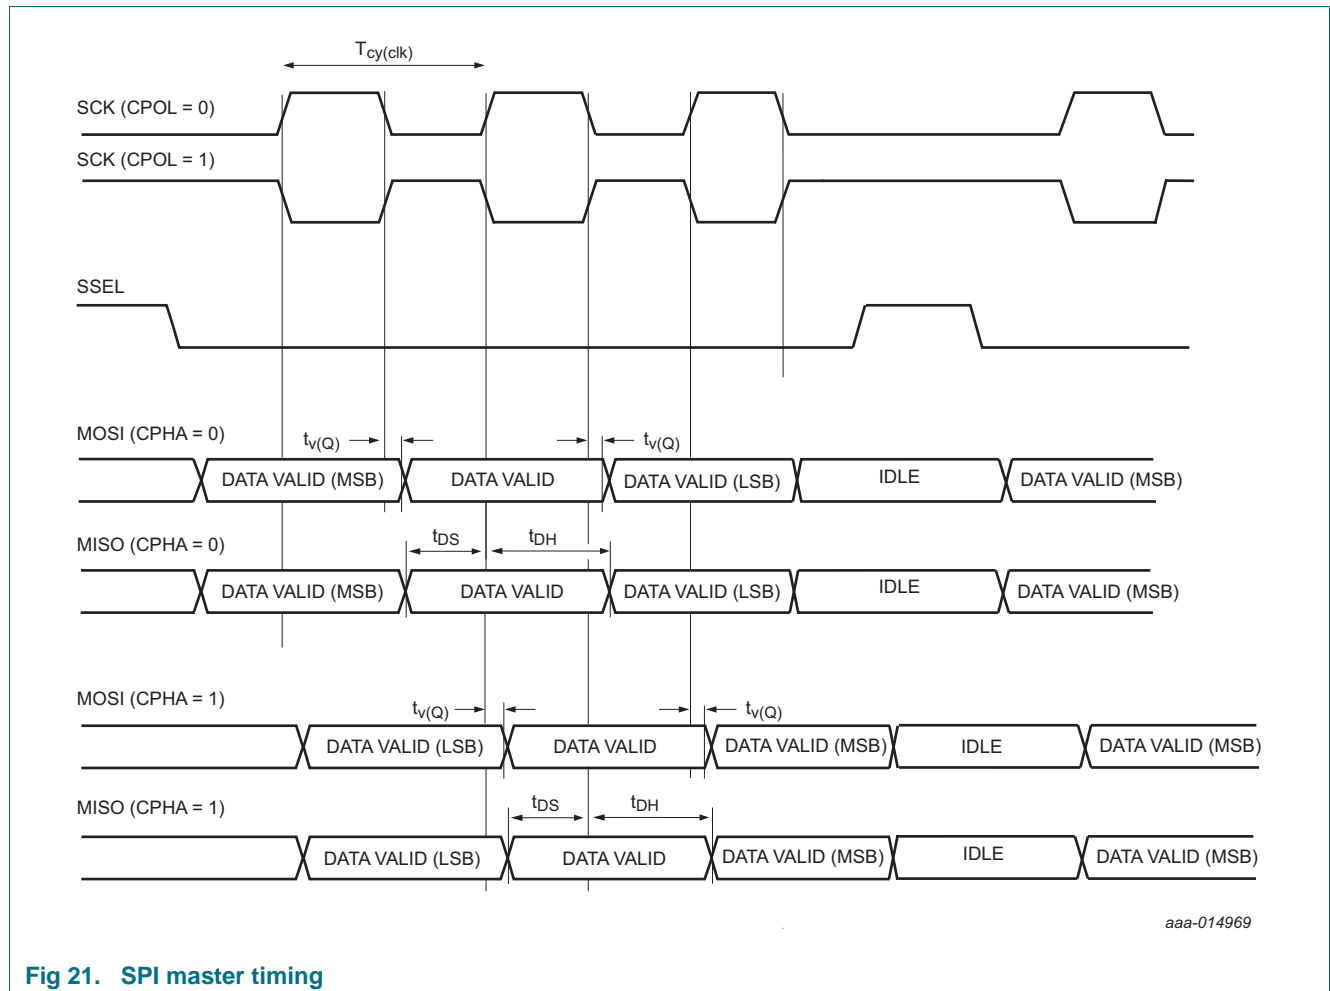 Tcy(clk)
SCK (CPOL = 0)
SCK (CPOL = 1)
SSEL
MOSI (CPHA = 0)
tv(Q) tv(Q)
DATA VALID (MSB) DATA VALID DATA VALID (LSB) IDLE DATA VALID (MSB)
MISO (CPHA = 0)
tDS tDH
DATA VALID (MSB) DATA VALID DATA VALID (LSB) IDLE DATA VALID (MSB)
MOSI (CPHA = 1)
tv(Q) tv(Q)
DATA VALID (LSB) DATA VALID DATA VALID (MSB) IDLE DATA VALID (MSB)
MISO (CPHA = 1)
tDS tDH
DATA VALID (LSB) DATA VALID DATA VALID (MSB) IDLE DATA VALID (MSB)
aaa-014969
Fig 21. SPI master timing